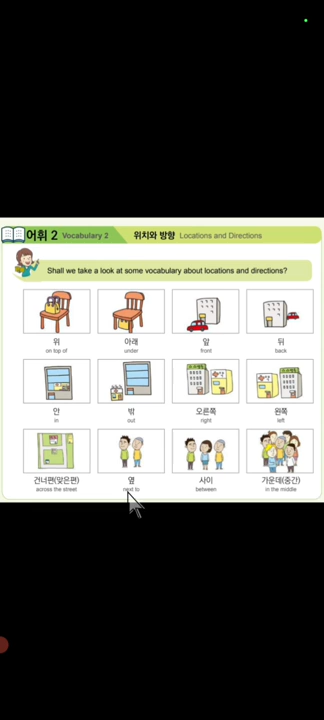 어휘 2 Vocabulary 2 위치와 방향 Locations and Directions
Shall we take a look at some vocabulary about locations and directions?
위 아래 앞 뒤
on top of under front back
안 밖 오른쪽 왼쪽
in out right left
건너편(맞은편) 옆 사이 가운데(중간)
across the street next to between in the middle